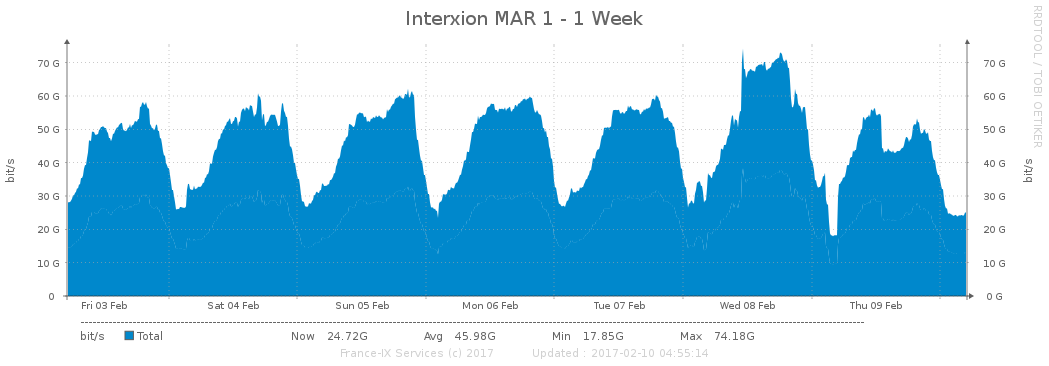 Interxion MAR 1 - 1 Week
RRDTOOL / TOBI OETIKER
bit/s
70 G 70 G
60 G 60 G
50 G 50 G
40 G 40 G
30 G 30 G
20 G 20 G
10 G 10 G
0 0 G
bit/s
Fri 03 Feb Sat 04 Feb Sun 05 Feb Mon 06 Feb Tue 07 Feb Wed 08 Feb Thu 09 Feb
bit/s Total Now 24.72G Avg 45.98G Min 17.85G Max 74.18G
France-IX Services (c) 2017 Updated : 2017-02-10 04:55:14